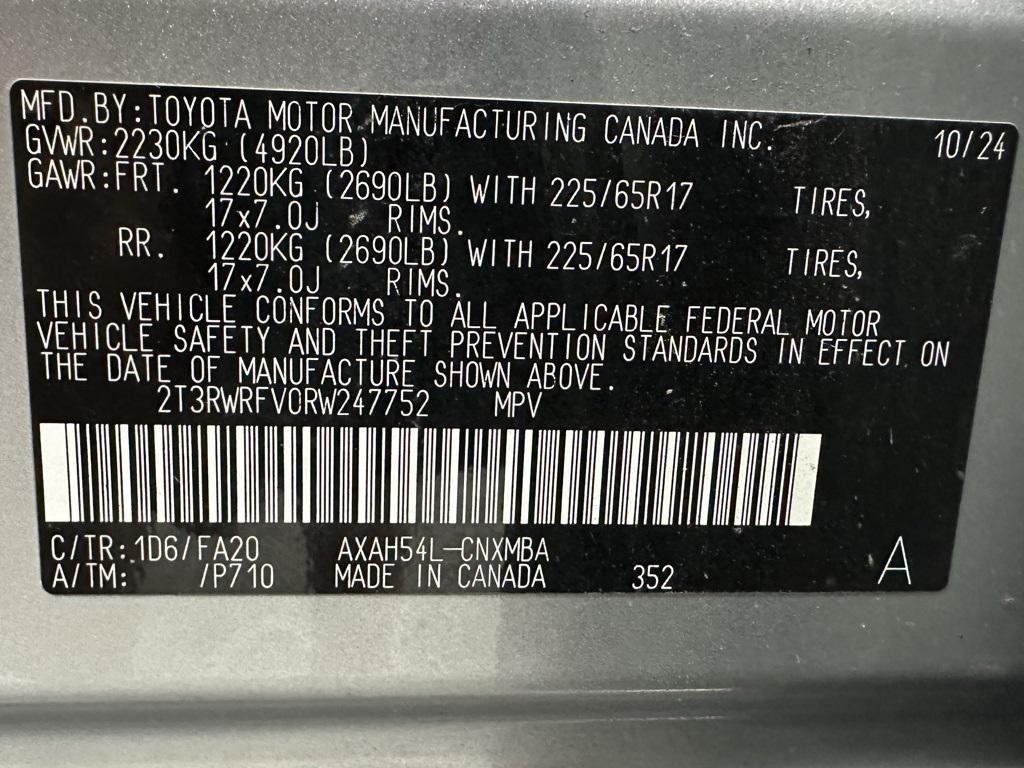 MFD.BY:TOYOTA MOTOR MANUFACTURING CANADA INC. 10/24
GVWR:2230KG (4920LB)
GAWR:FRT. 1220KG (2690LB) WITH 225/65R17 TIRES,
17x7.0J RIMS.
RR. 1220KG (2690LB) WITH 225/65R17 TIRES,
17x7.0J RIMS.
THIS VEHICLE CONFORMS TO ALL APPLICABLE FEDERAL MOTOR
VEHICLE SAFETY AND THEFT PREVENTION STANDARDS IN EFFECT ON
THE DATE OF MANUFACTURE SHOWN ABOVE.
2T3RWRFV0RW247752 MPV
C/TR:1D6/FA20 AXAH54L-CNXMBA A
A/TM: /P710 MADE IN CANADA 352